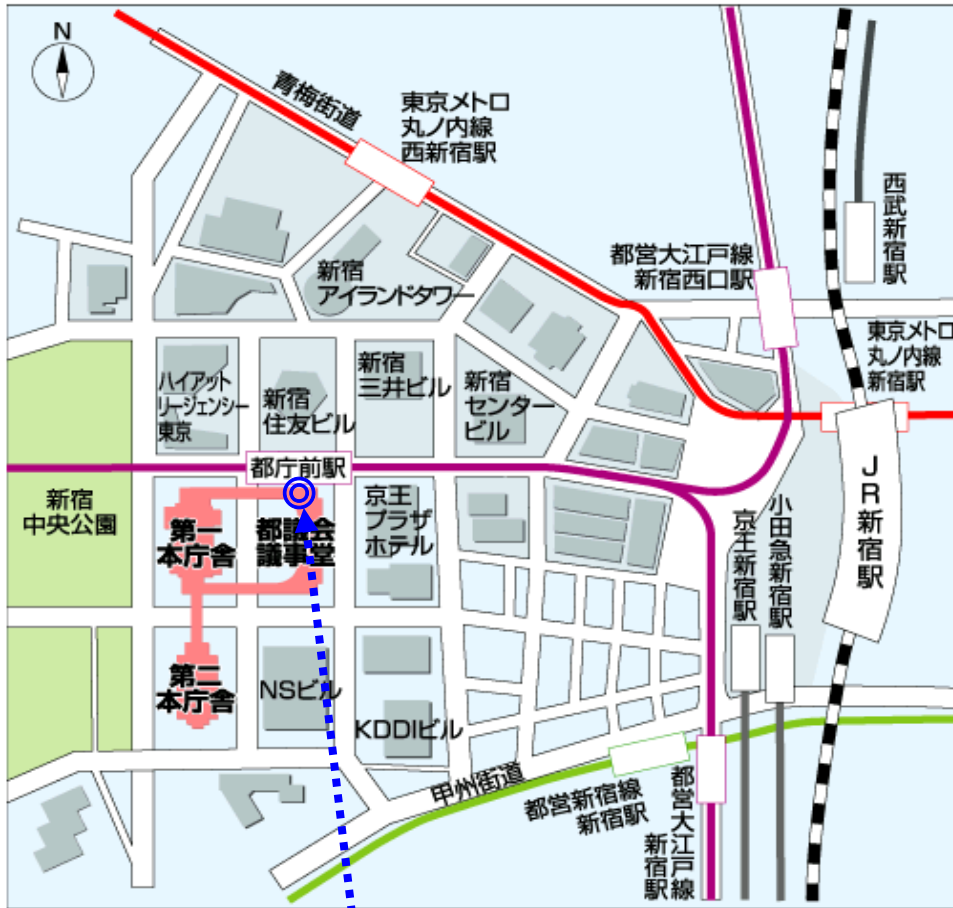 N
青梅街道
東京メトロ
丸ノ内線
西新宿駅
西武新宿駅
都営大江戸線
新宿西口駅
新宿
アイランドタワー
東京メトロ
丸ノ内線
新宿駅
ハイアット
リージェンシー
東京
新宿
住友ビル
新宿
三井ビル
新宿
センター
ビル
都庁前駅
JR新宿駅
新宿
中央公園
第一
本庁舎
都議会
議事堂
京王
プラザ
ホテル
小田急新宿駅
京王新宿駅
第二
本庁舎
NSビル
KDDIビル
甲州街道
都営新宿線
新宿駅
都営大江戸線
新宿駅